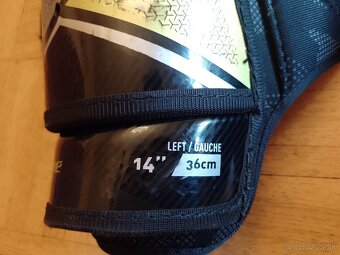 LEFT / GAUCHE
14" 36cm